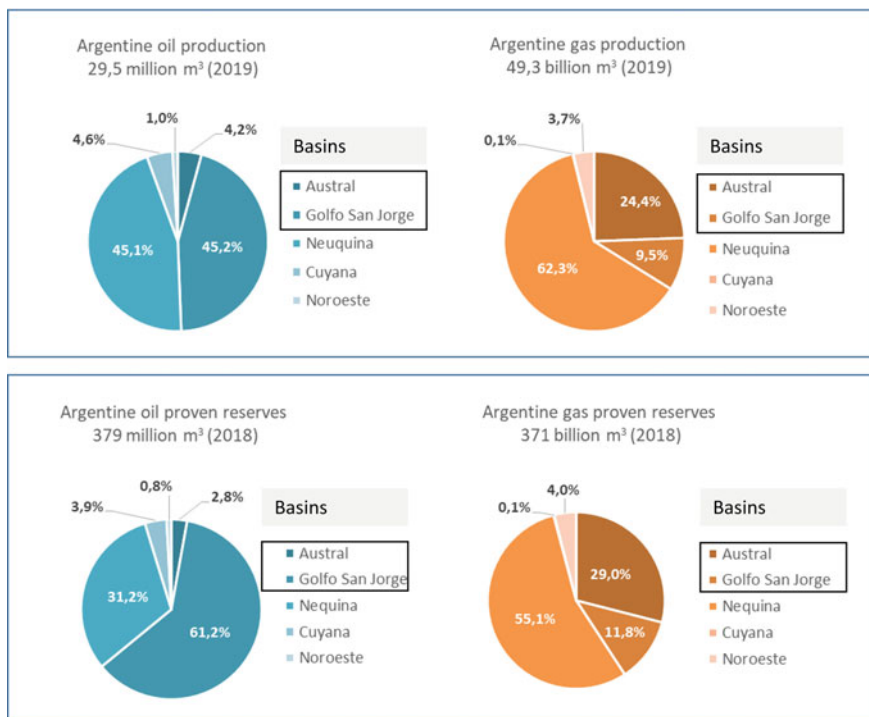 Argentine oil production
29,5 million m³ (2019)
1,0%
4,6%
4,2%
45,1%
45,2%
Basins
Austral
Golfo San Jorge
Neuquina
Cuyana
Noroeste
Argentine gas production
49,3 billion m³ (2019)
3,7%
0,1%
24,4%
9,5%
62,3%
Basins
Austral
Golfo San Jorge
Neuquina
Cuyana
Noroeste
Argentine oil proven reserves
379 million m³ (2018)
0,8%
3,9%
2,8%
31,2%
61,2%
Basins
Austral
Golfo San Jorge
Nequina
Cuyana
Noroeste
Argentine gas proven reserves
371 billion m³ (2018)
4,0%
0,1%
29,0%
55,1%
11,8%
Basins
Austral
Golfo San Jorge
Nequina
Cuyana
Noroeste